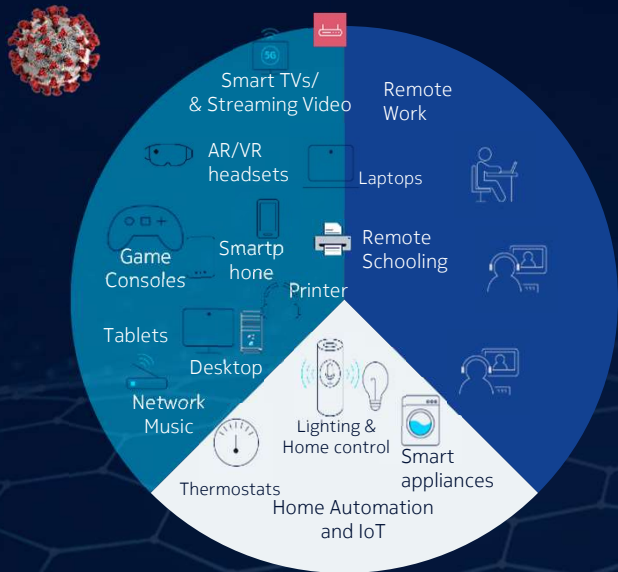 5G
Smart TVs/
& Streaming Video
Remote
Work
AR/VR
headsets
Laptops
Game
Consoles
Smartp
hone
Remote
Schooling
Printer
Tablets
Desktop
Network
Music
Lighting &
Home control
Smart
appliances
Thermostats
Home Automation
and IoT